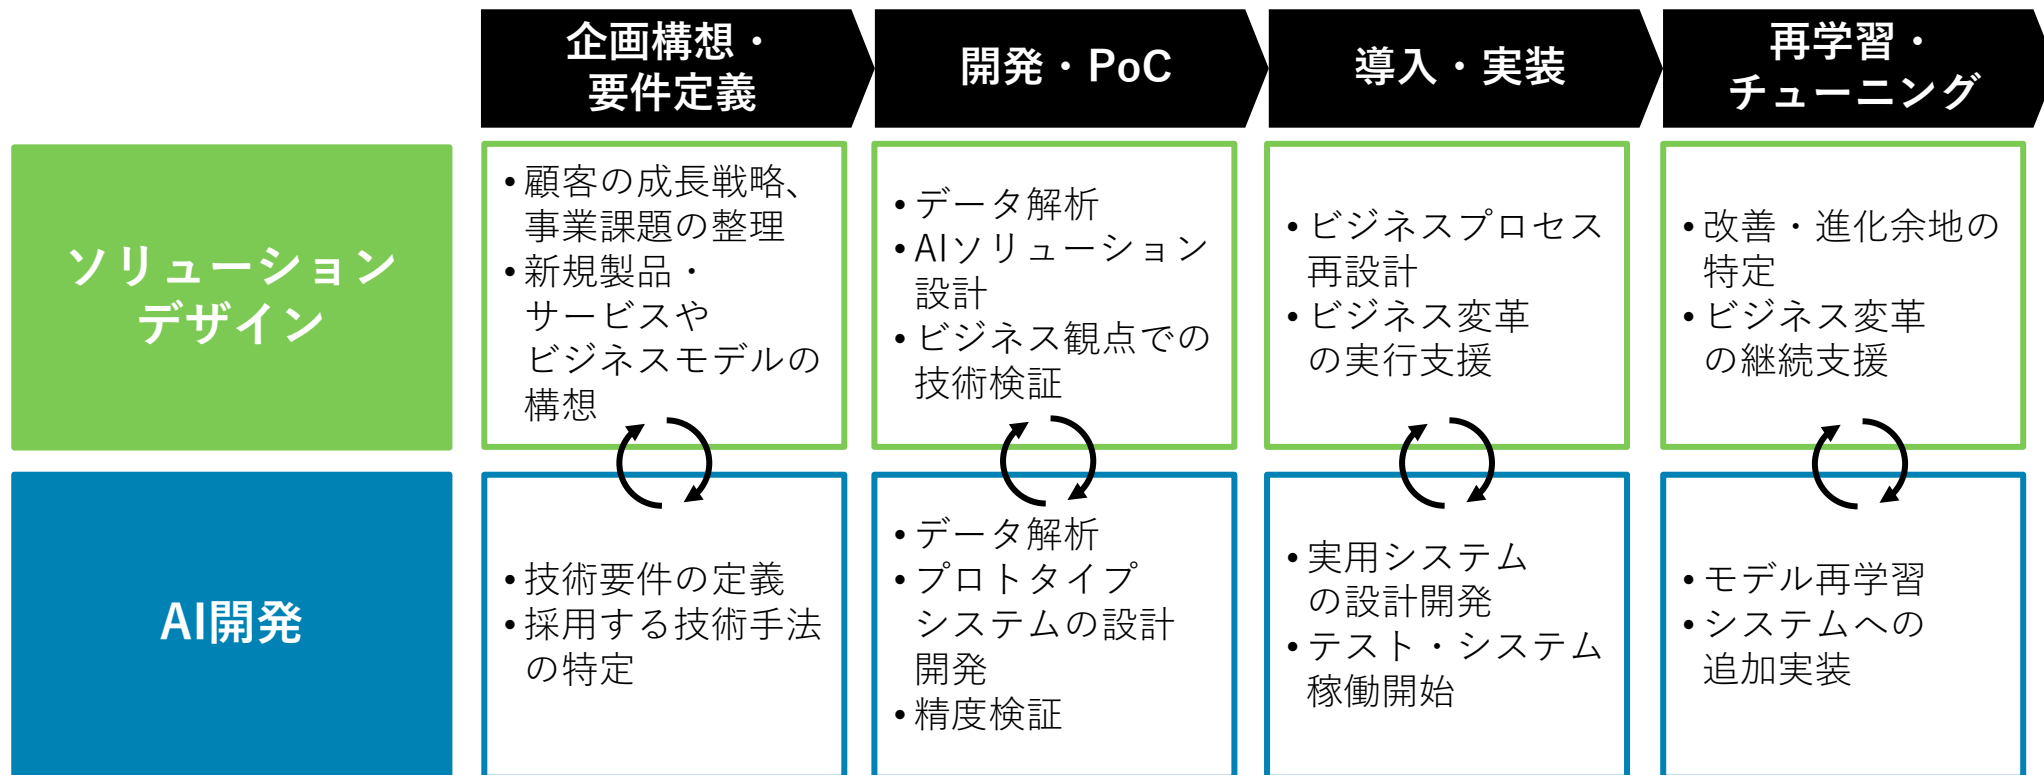 企画構想・
要件定義
開発・PoC
導入・実装
再学習・
チューニング
ソリューション
デザイン
•顧客の成長戦略、
事業課題の整理
•新規製品・
サービスや
ビジネスモデルの
構想
•データ解析
•AIソリューション
設計
•ビジネス観点での
技術検証
•ビジネスプロセス
再設計
•ビジネス変革
の実行支援
•改善・進化余地の
特定
•ビジネス変革
の継続支援
AI開発
•技術要件の定義
•採用する技術手法
の特定
•データ解析
•プロトタイプ
システムの設計
開発
•精度検証
•実用システム
の設計開発
•テスト・システム
稼働開始
•モデル再学習
•システムへの
追加実装